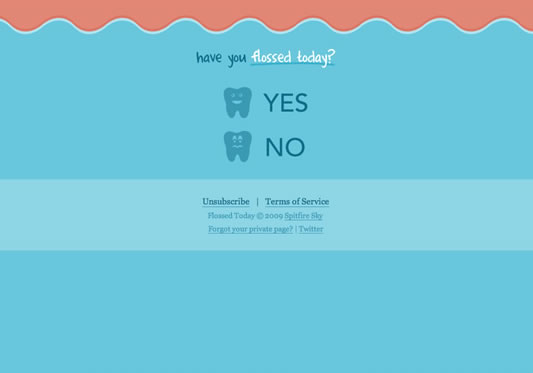 have you flossed today?
YES
NO
Unsubscribe | Terms of Service
Flossed Today © 2009 Spitfire Sky
Forgot your private page? | Twitter